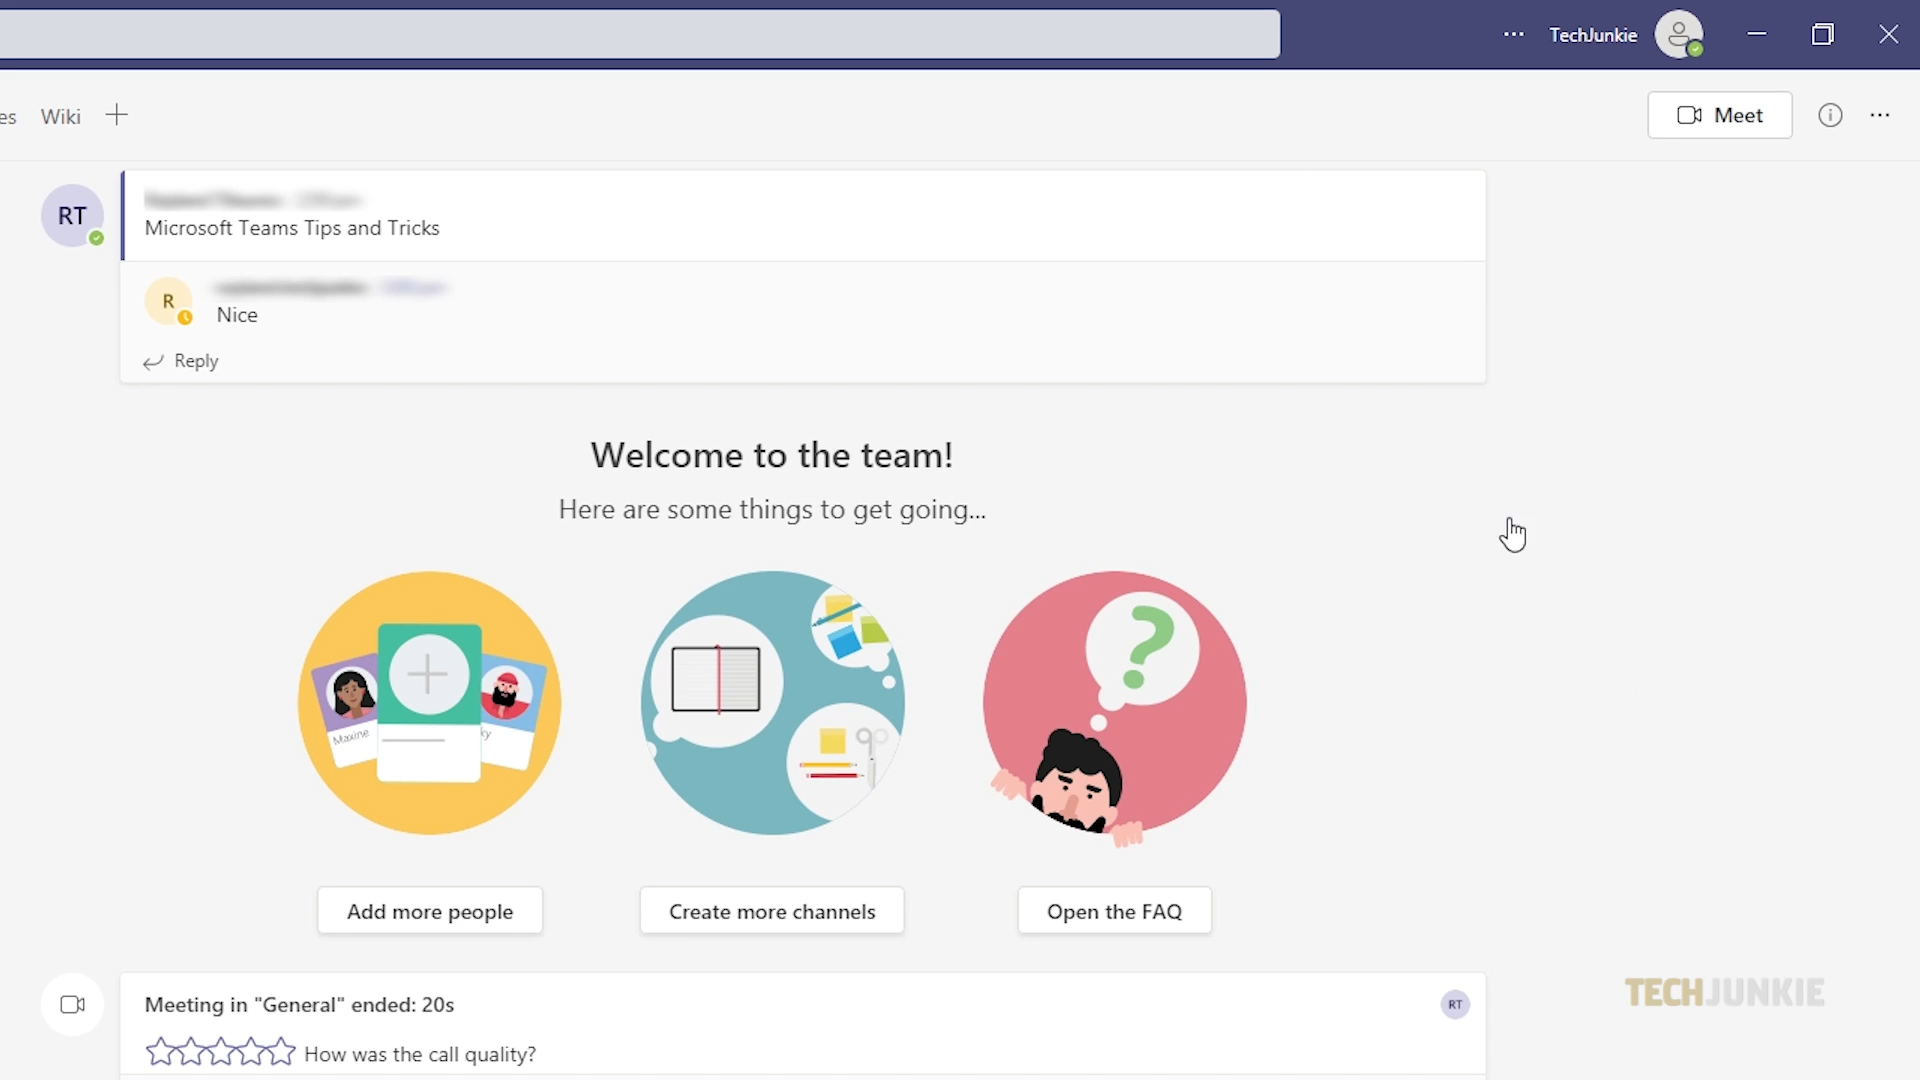 TechJunkie
es Wiki
Meet
RT
Microsoft Teams Tips and Tricks
R
Nice
Reply
Welcome to the team!
Here are some things to get going...
Maxine
ky
Add more people
Create more channels
Open the FAQ
Meeting in "General" ended: 20s
RT
How was the call quality?
TECHJUNKIE